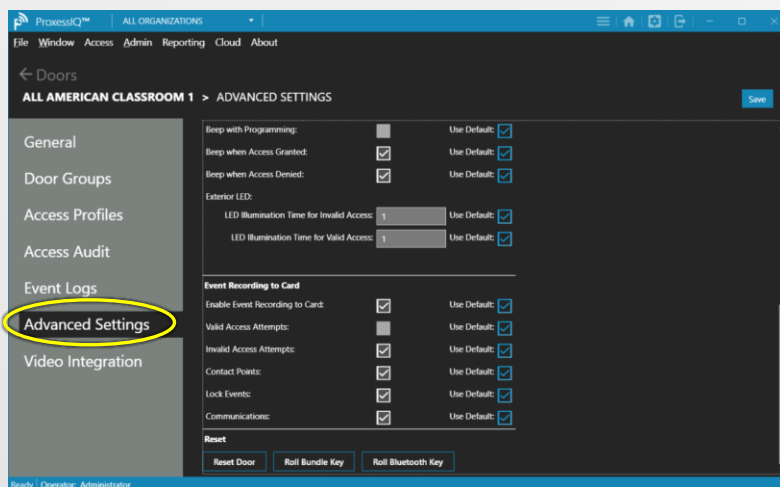 ProxessIQ™ ALL ORGANIZATIONS
File Window Access Admin Reporting Cloud About
Doors
ALL AMERICAN CLASSROOM 1 > ADVANCED SETTINGS
Save
General
Door Groups
Access Profiles
Access Audit
Event Logs
Advanced Settings
Video Integration
Beep with Programming: Use Default:
Beep when Access Granted: Use Default:
Beep when Access Denied: Use Default:
Exterior LED:
LED Illumination Time for Invalid Access: 1 Use Default:
LED Illumination Time for Valid Access: 1 Use Default:
Event Recording to Card
Enable Event Recording to Card: Use Default:
Valid Access Attempts: Use Default:
Invalid Access Attempts: Use Default:
Contact Points: Use Default:
Lock Events: Use Default:
Communications: Use Default:
Reset
Reset Door Roll Bundle Key Roll Bluetooth Key
Ready Operator: Administrator